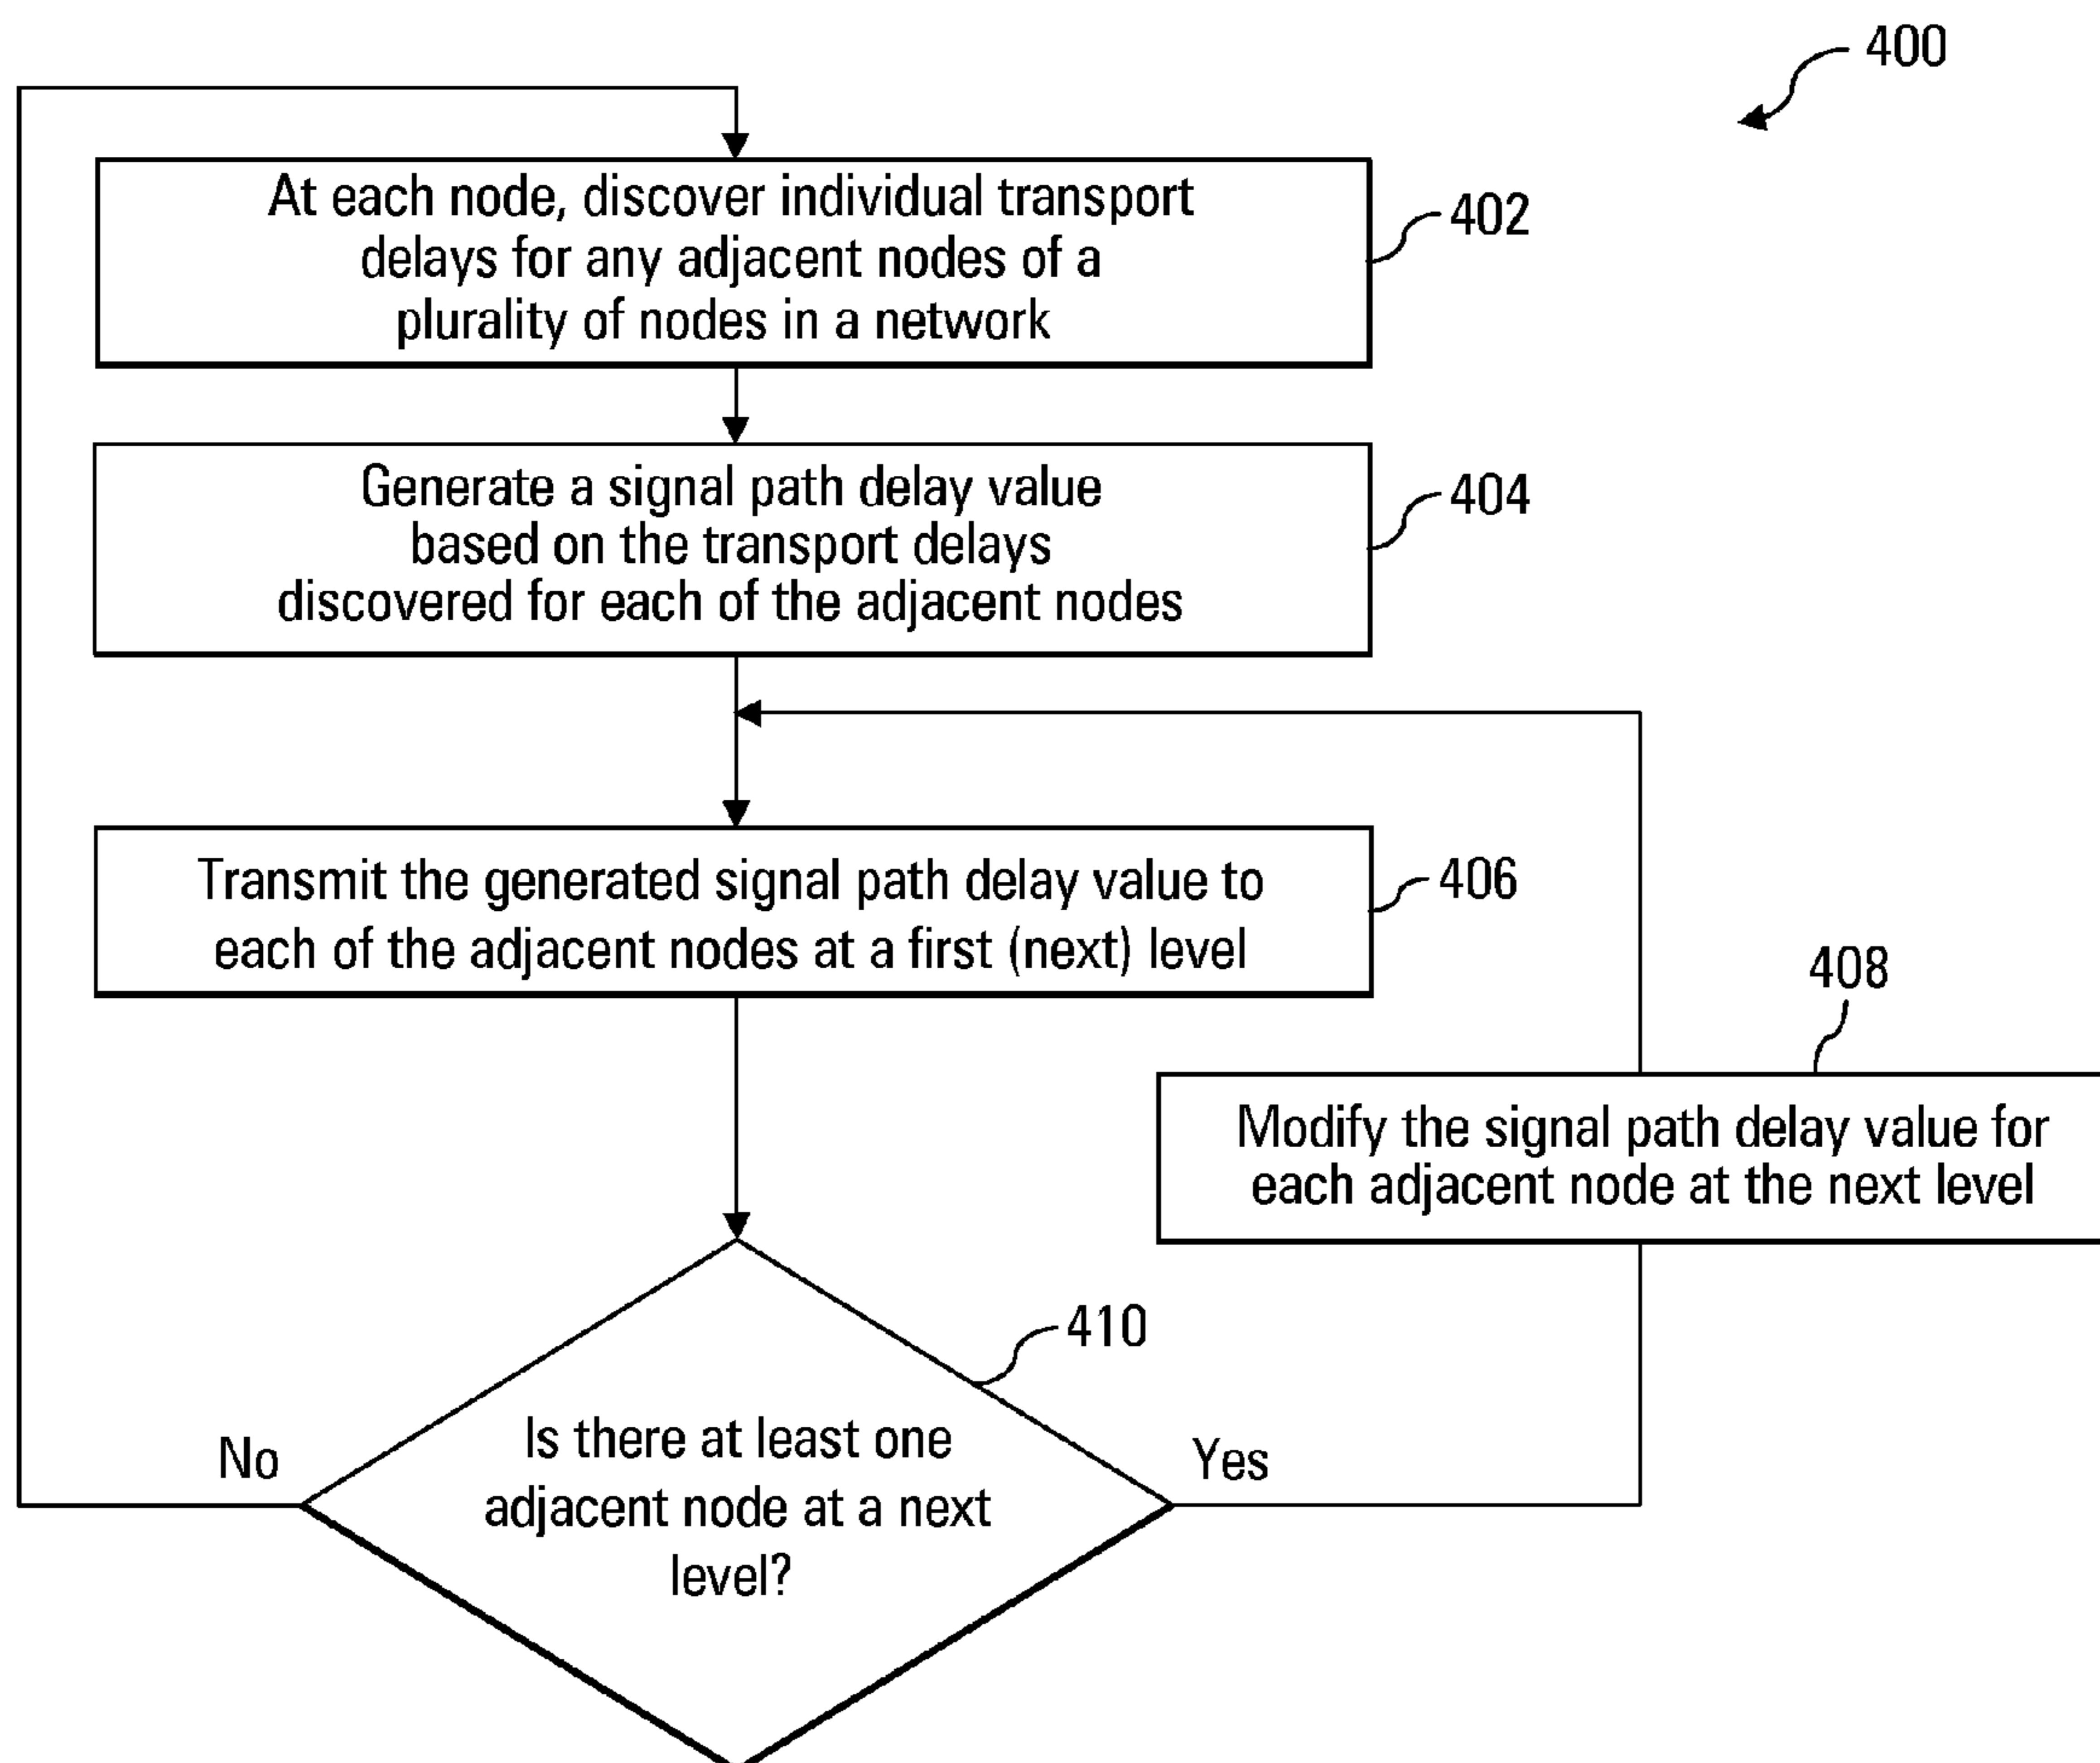 400
At each node, discover individual transport
delays for any adjacent nodes of a
plurality of nodes in a network
402
Generate a signal path delay value
based on the transport delays
discovered for each of the adjacent nodes
404
Transmit the generated signal path delay value to
each of the adjacent nodes at a first (next) level
406
408
Modify the signal path delay value for
each adjacent node at the next level
410
Is there at least one
adjacent node at a next
level?
No
Yes